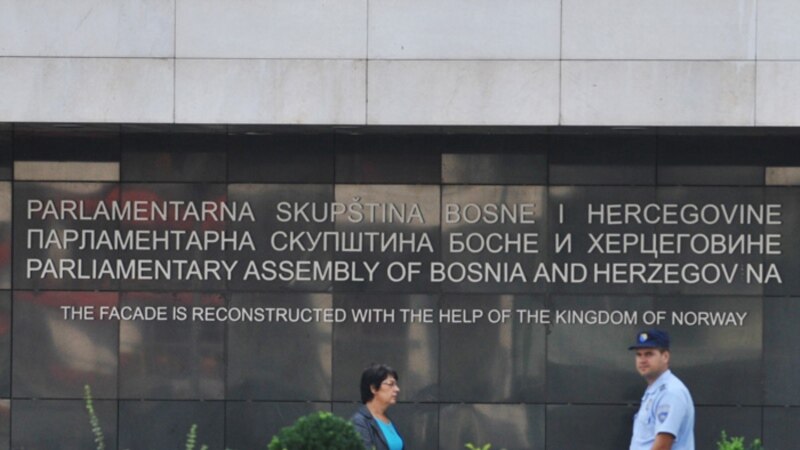 PARLAMENTARNA SKUPŠTINA BOSNE I HERCEGOVINE
ПАРЛАМЕНТАРНА СКУПШТИНА БОСНЕ И ХЕРЦЕГОВИНЕ
PARLIAMENTARY ASSEMBLY OF BOSNIA AND HERZEGOV NA
THE FACADE IS RECONSTRUCTED WITH THE HELP OF THE KINGDOM OF NORWAY